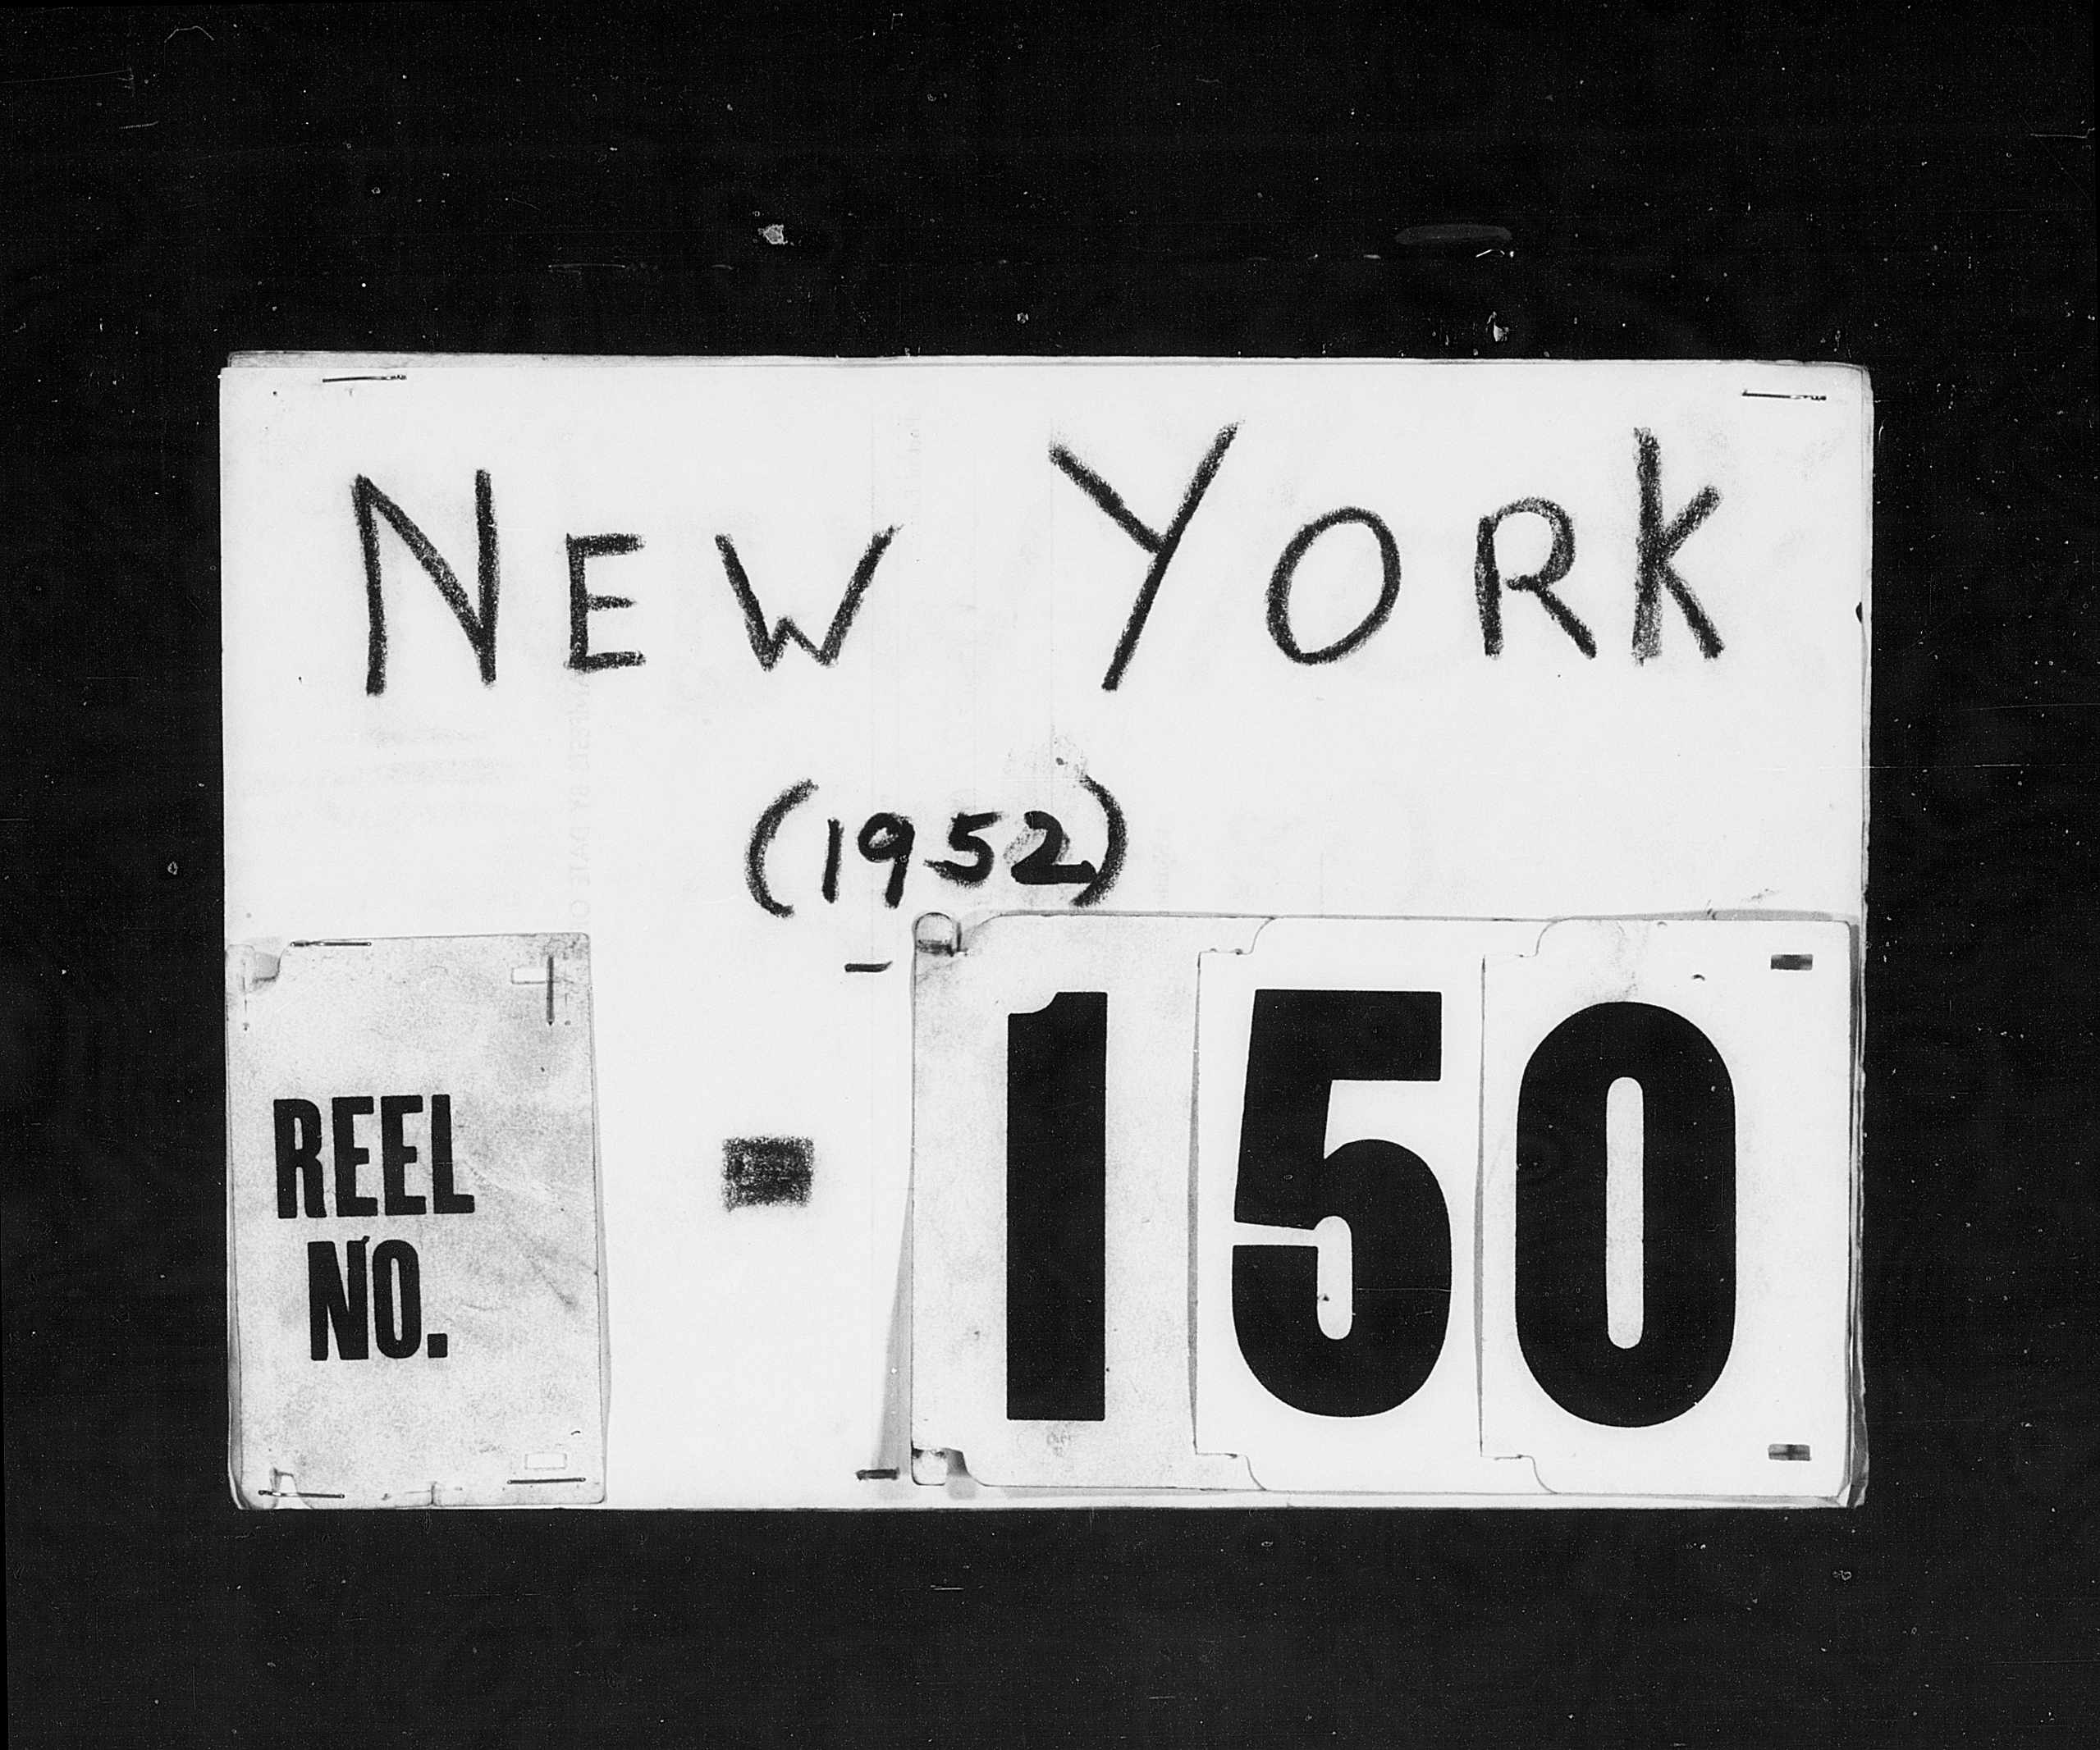 NEW YORK
(1952)
REEL
NO.
- 150